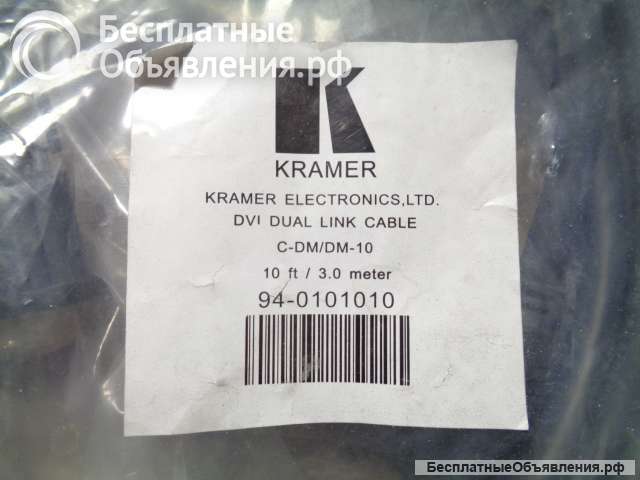 Бесплатные
Объявления.рф
K
KRAMER
KRAMER ELECTRONICS,LTD.
DVI DUAL LINK CABLE
C-DM/DM-10
10 ft / 3.0 meter
94-0101010
БесплатныеОбъявления.рф